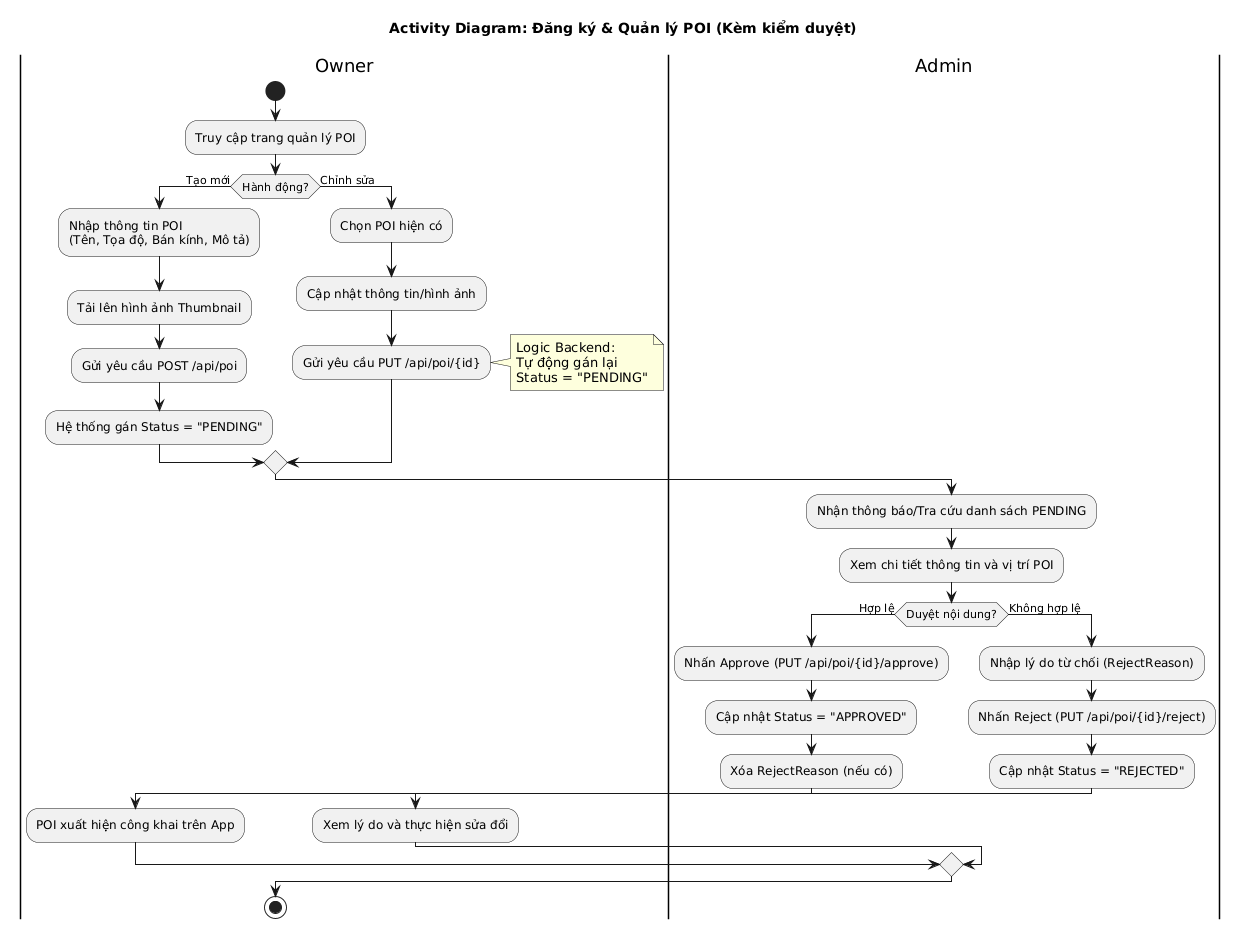 Activity Diagram: Đăng ký & Quản lý POI (Kèm kiểm duyệt)
Owner
Admin
Truy cập trang quản lý POI
Hành động?
Tạo mới
Chỉnh sửa
Nhập thông tin POI
(Tên, Tọa độ, Bán kính, Mô tả)
Tải lên hình ảnh Thumbnail
Gửi yêu cầu POST /api/poi
Hệ thống gán Status = "PENDING"
Chọn POI hiện có
Cập nhật thông tin/hình ảnh
Gửi yêu cầu PUT /api/poi/{id}
Logic Backend:
Tự động gán lại
Status = "PENDING"
Nhận thông báo/Tra cứu danh sách PENDING
Xem chi tiết thông tin và vị trí POI
Duyệt nội dung?
Hợp lệ
Không hợp lệ
Nhấn Approve (PUT /api/poi/{id}/approve)
Cập nhật Status = "APPROVED"
Xóa RejectReason (nếu có)
Nhập lý do từ chối (RejectReason)
Nhấn Reject (PUT /api/poi/{id}/reject)
Cập nhật Status = "REJECTED"
POI xuất hiện công khai trên App
Xem lý do và thực hiện sửa đổi